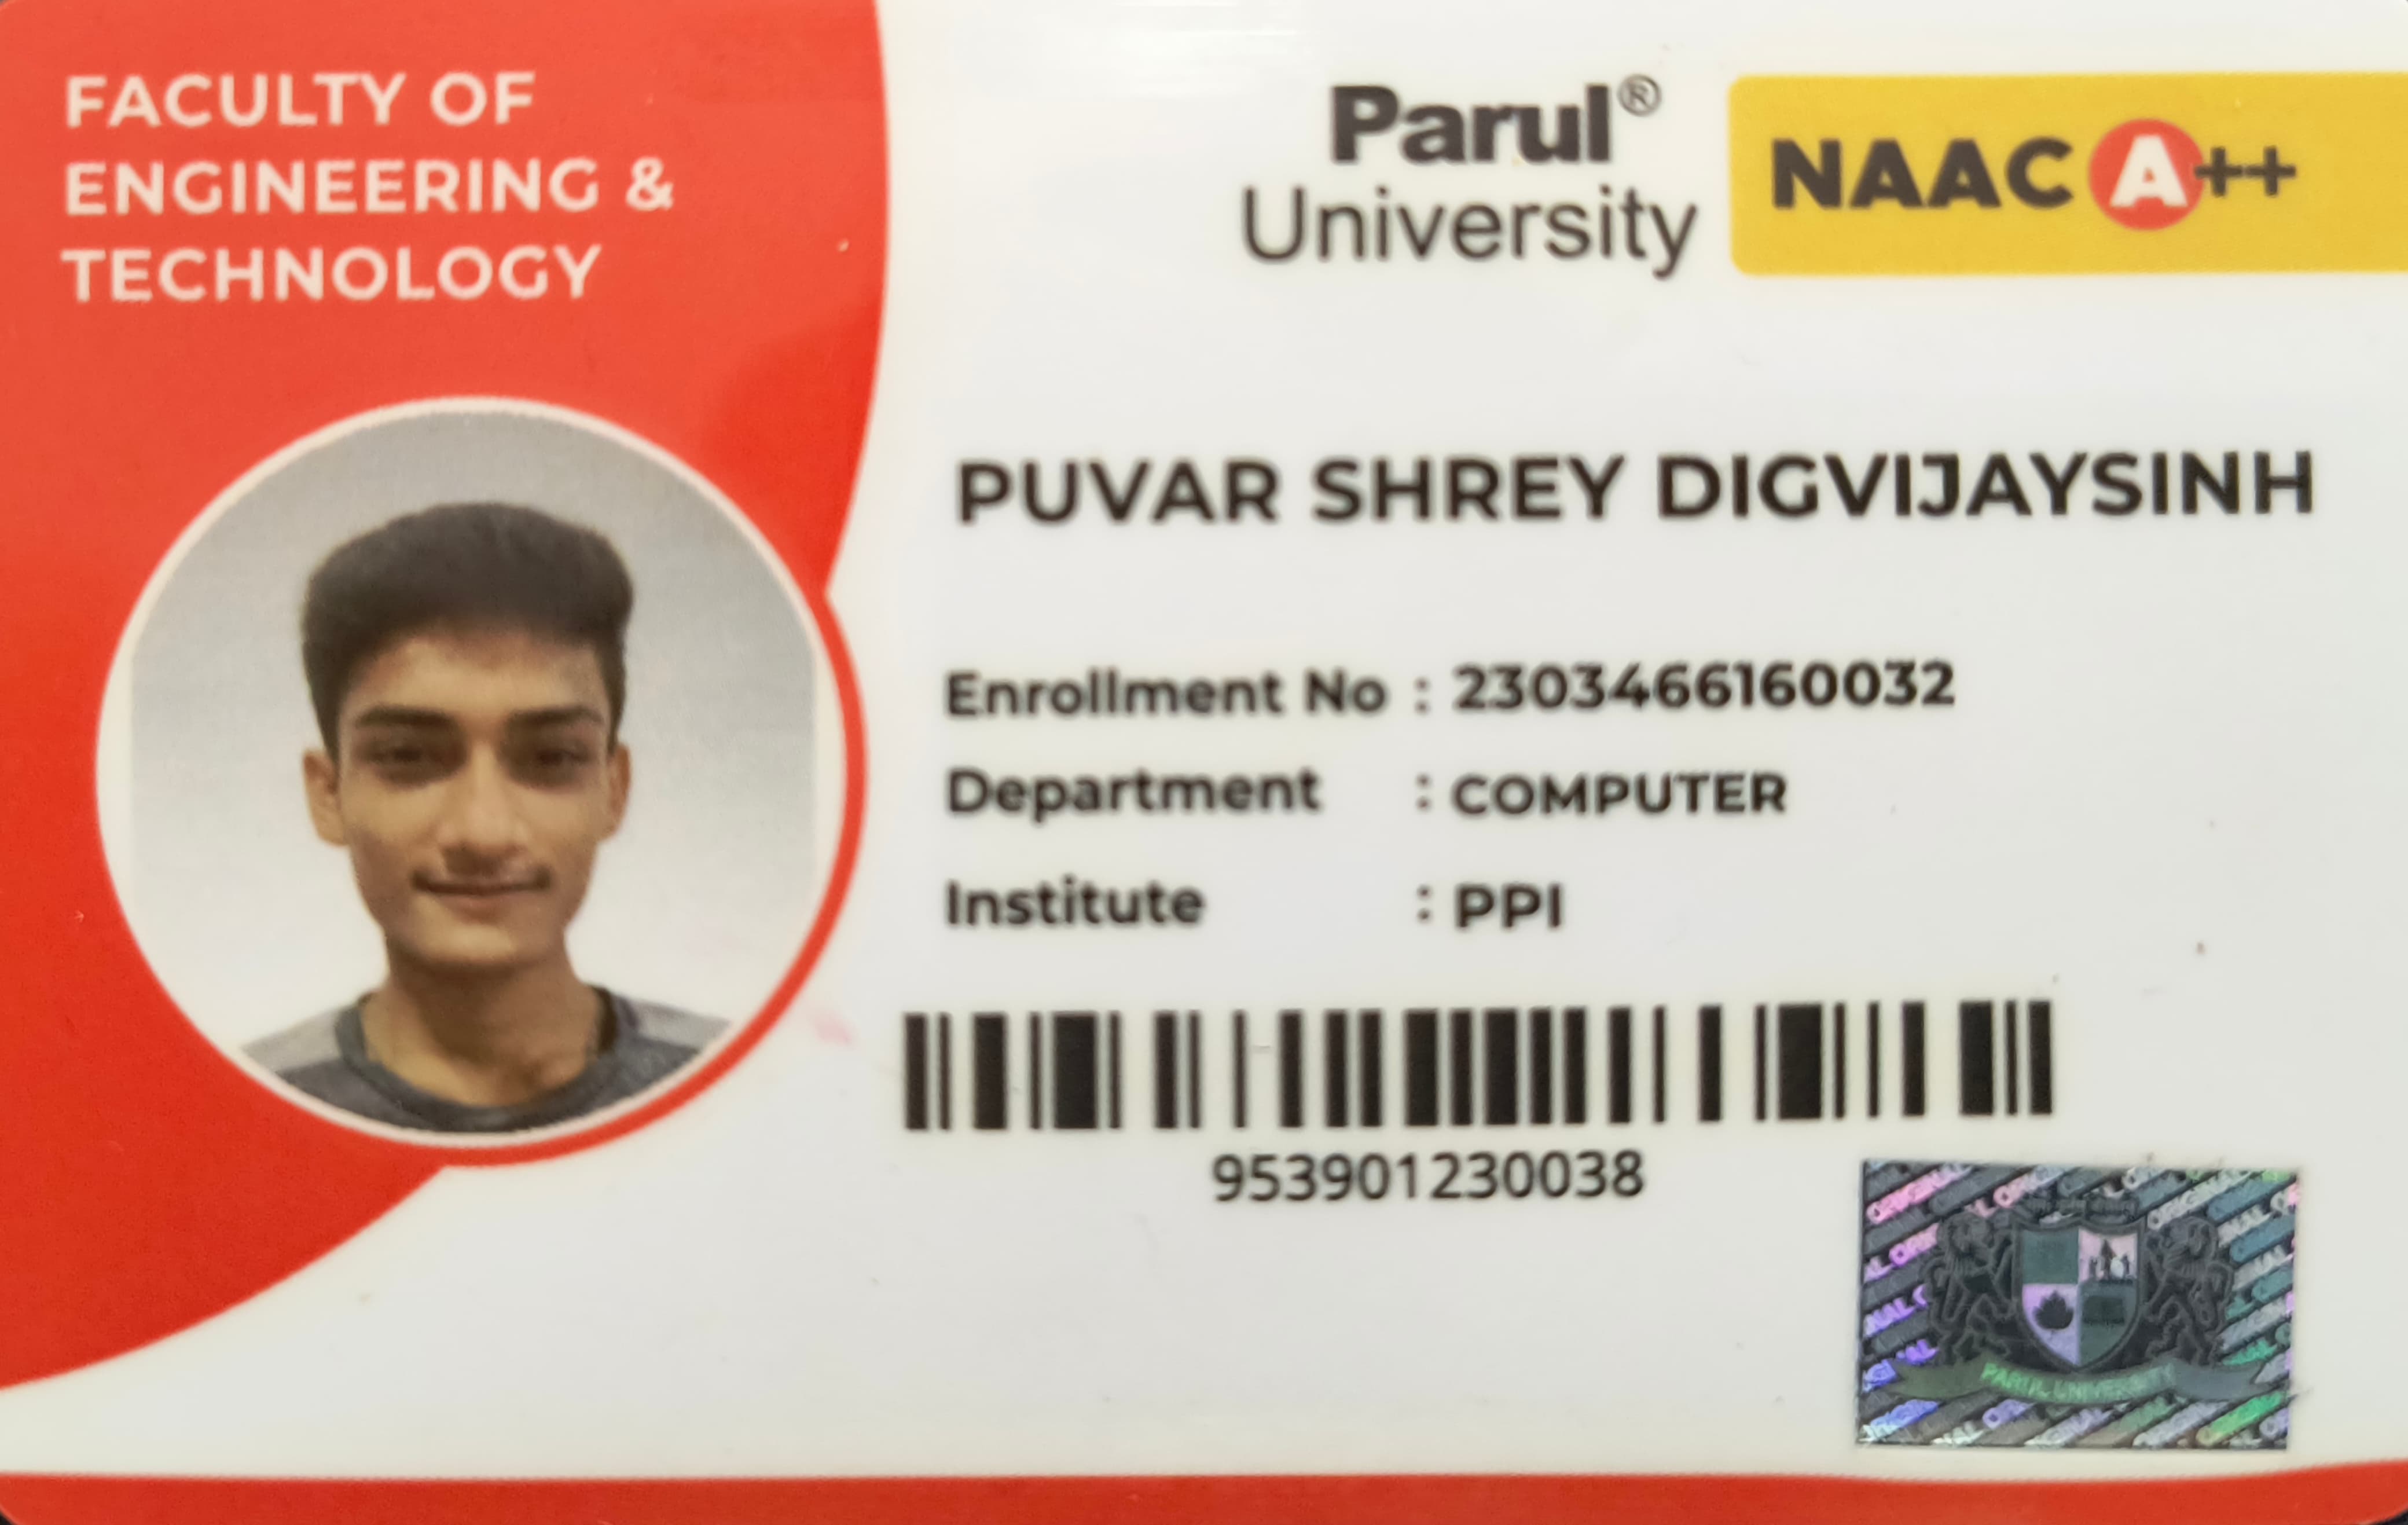 FACULTY OF
ENGINEERING &
TECHNOLOGY
Parul®
University
NAAC A++
PUVAR SHREY DIGVIJAYSINH
Enrollment No : 2303466160032
Department : COMPUTER
Institute : PPI
953901230038
PARUL UNIVERSITY